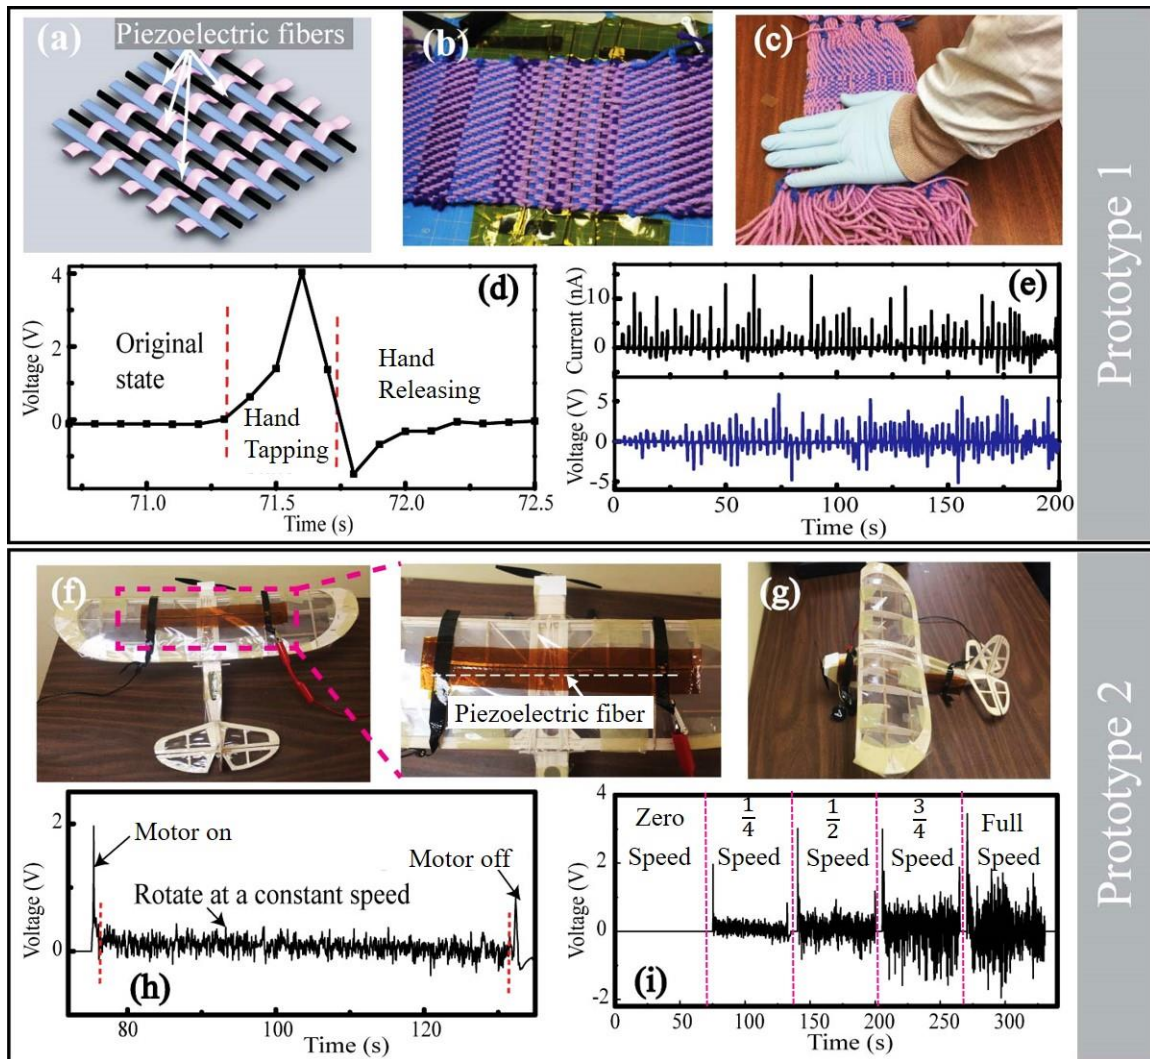 (a)
Piezoelectric fibers
(b)
(c)
Prototype 1
(d)
Voltage (V)
4
2
0
Original
state
Hand
Tapping
Hand
Releasing
71.0
71.5
72.0
72.5
Time (s)
(e)
Current (nA)
10
0
Voltage (V)
5
0
-5
0
50
100
150
200
Time (s)
Prototype 2
(f)
Piezoelectric fiber
(g)
Voltage (V)
2
0
Motor on
Rotate at a constant speed
Motor off
(h)
80
100
120
Time (s)
Voltage (V)
4
2
0
-2
Zero
Speed
1/4
Speed
1/2
Speed
3/4
Speed
Full
Speed
(i)
0
50
100
150
200
250
300
Time (s)